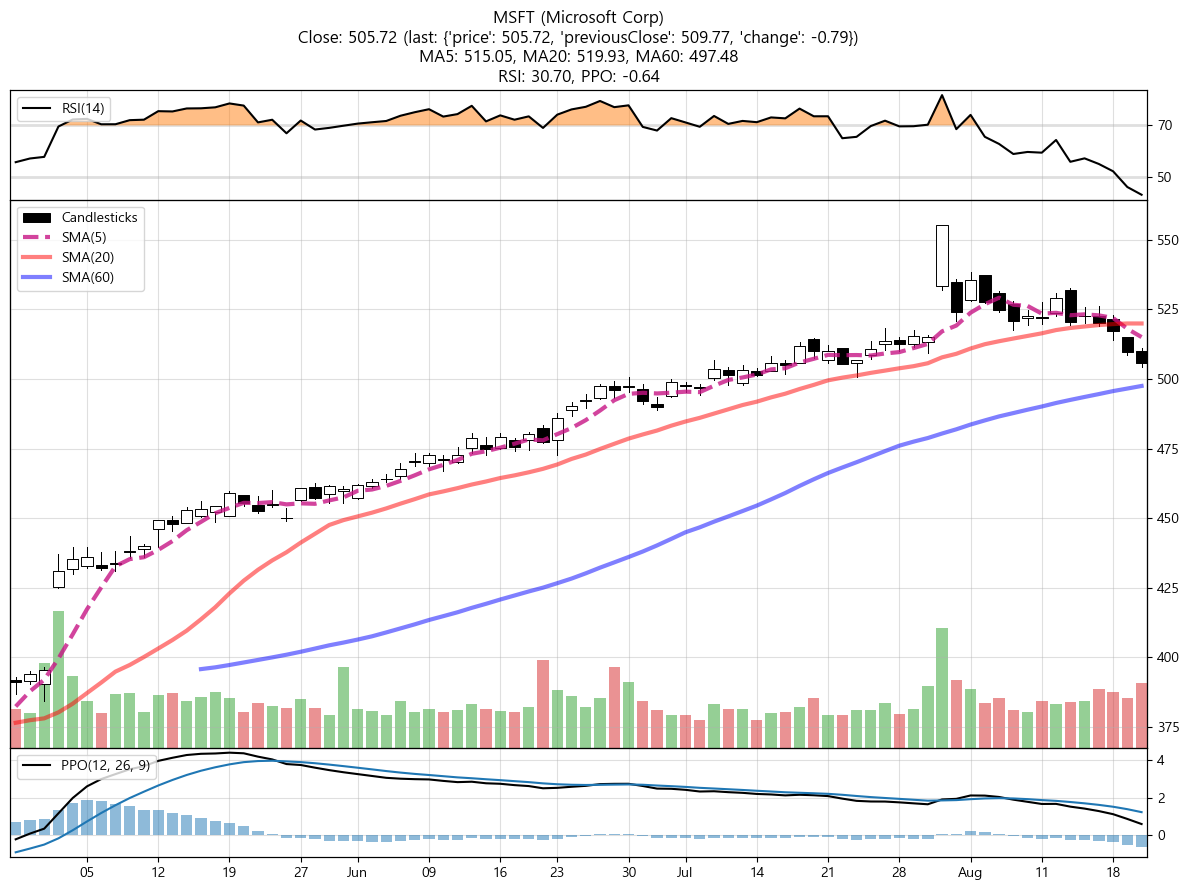 MSFT (Microsoft Corp)
Close: 505.72 (last: {'price': 505.72, 'previousClose': 509.77, 'change': -0.79})
MA5: 515.05, MA20: 519.93, MA60: 497.48
RSI: 30.70, PPO: -0.64
RSI(14)
70
50
Candlesticks
SMA(5)
SMA(20)
SMA(60)
550
525
500
475
450
425
400
375
PPO(12, 26, 9)
4
2
0
05 12 19 27 Jun 09 16 23 30 Jul 14 21 28 Aug 11 18